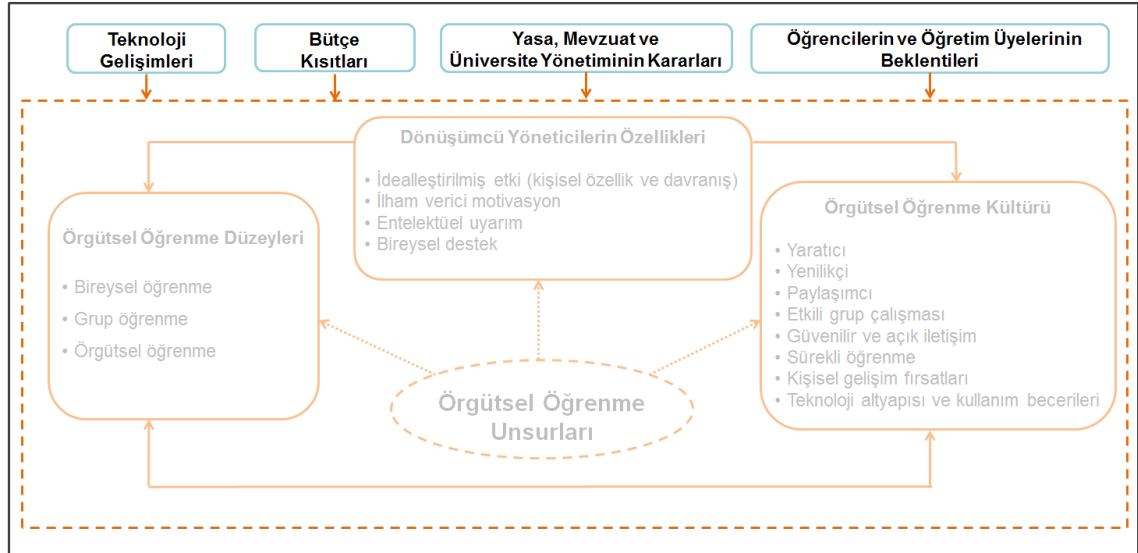 Teknoloji
Gelişimleri
Bütçe
Kısıtları
Yasa, Mevzuat ve
Üniversite Yönetiminin Kararları
Öğrencilerin ve Öğretim Üyelerinin
Beklentileri
Dönüşümcü Yöneticilerin Özellikleri
• İdealleştirilmiş etki (kişisel özellik ve davranış)
• İlham verici motivasyon
• Entelektüel uyarım
• Bireysel destek
Örgütsel Öğrenme Düzeyleri
• Bireysel öğrenme
• Grup öğrenme
• Örgütsel öğrenme
Örgütsel Öğrenme Kültürü
• Yaratıcı
• Yenilikçi
• Paylaşımcı
• Etkili grup çalışması
• Güvenilir ve açık iletişim
• Sürekli öğrenme
• Kişisel gelişim fırsatları
• Teknoloji altyapısı ve kullanım becerileri
Örgütsel Öğrenme
Unsurları